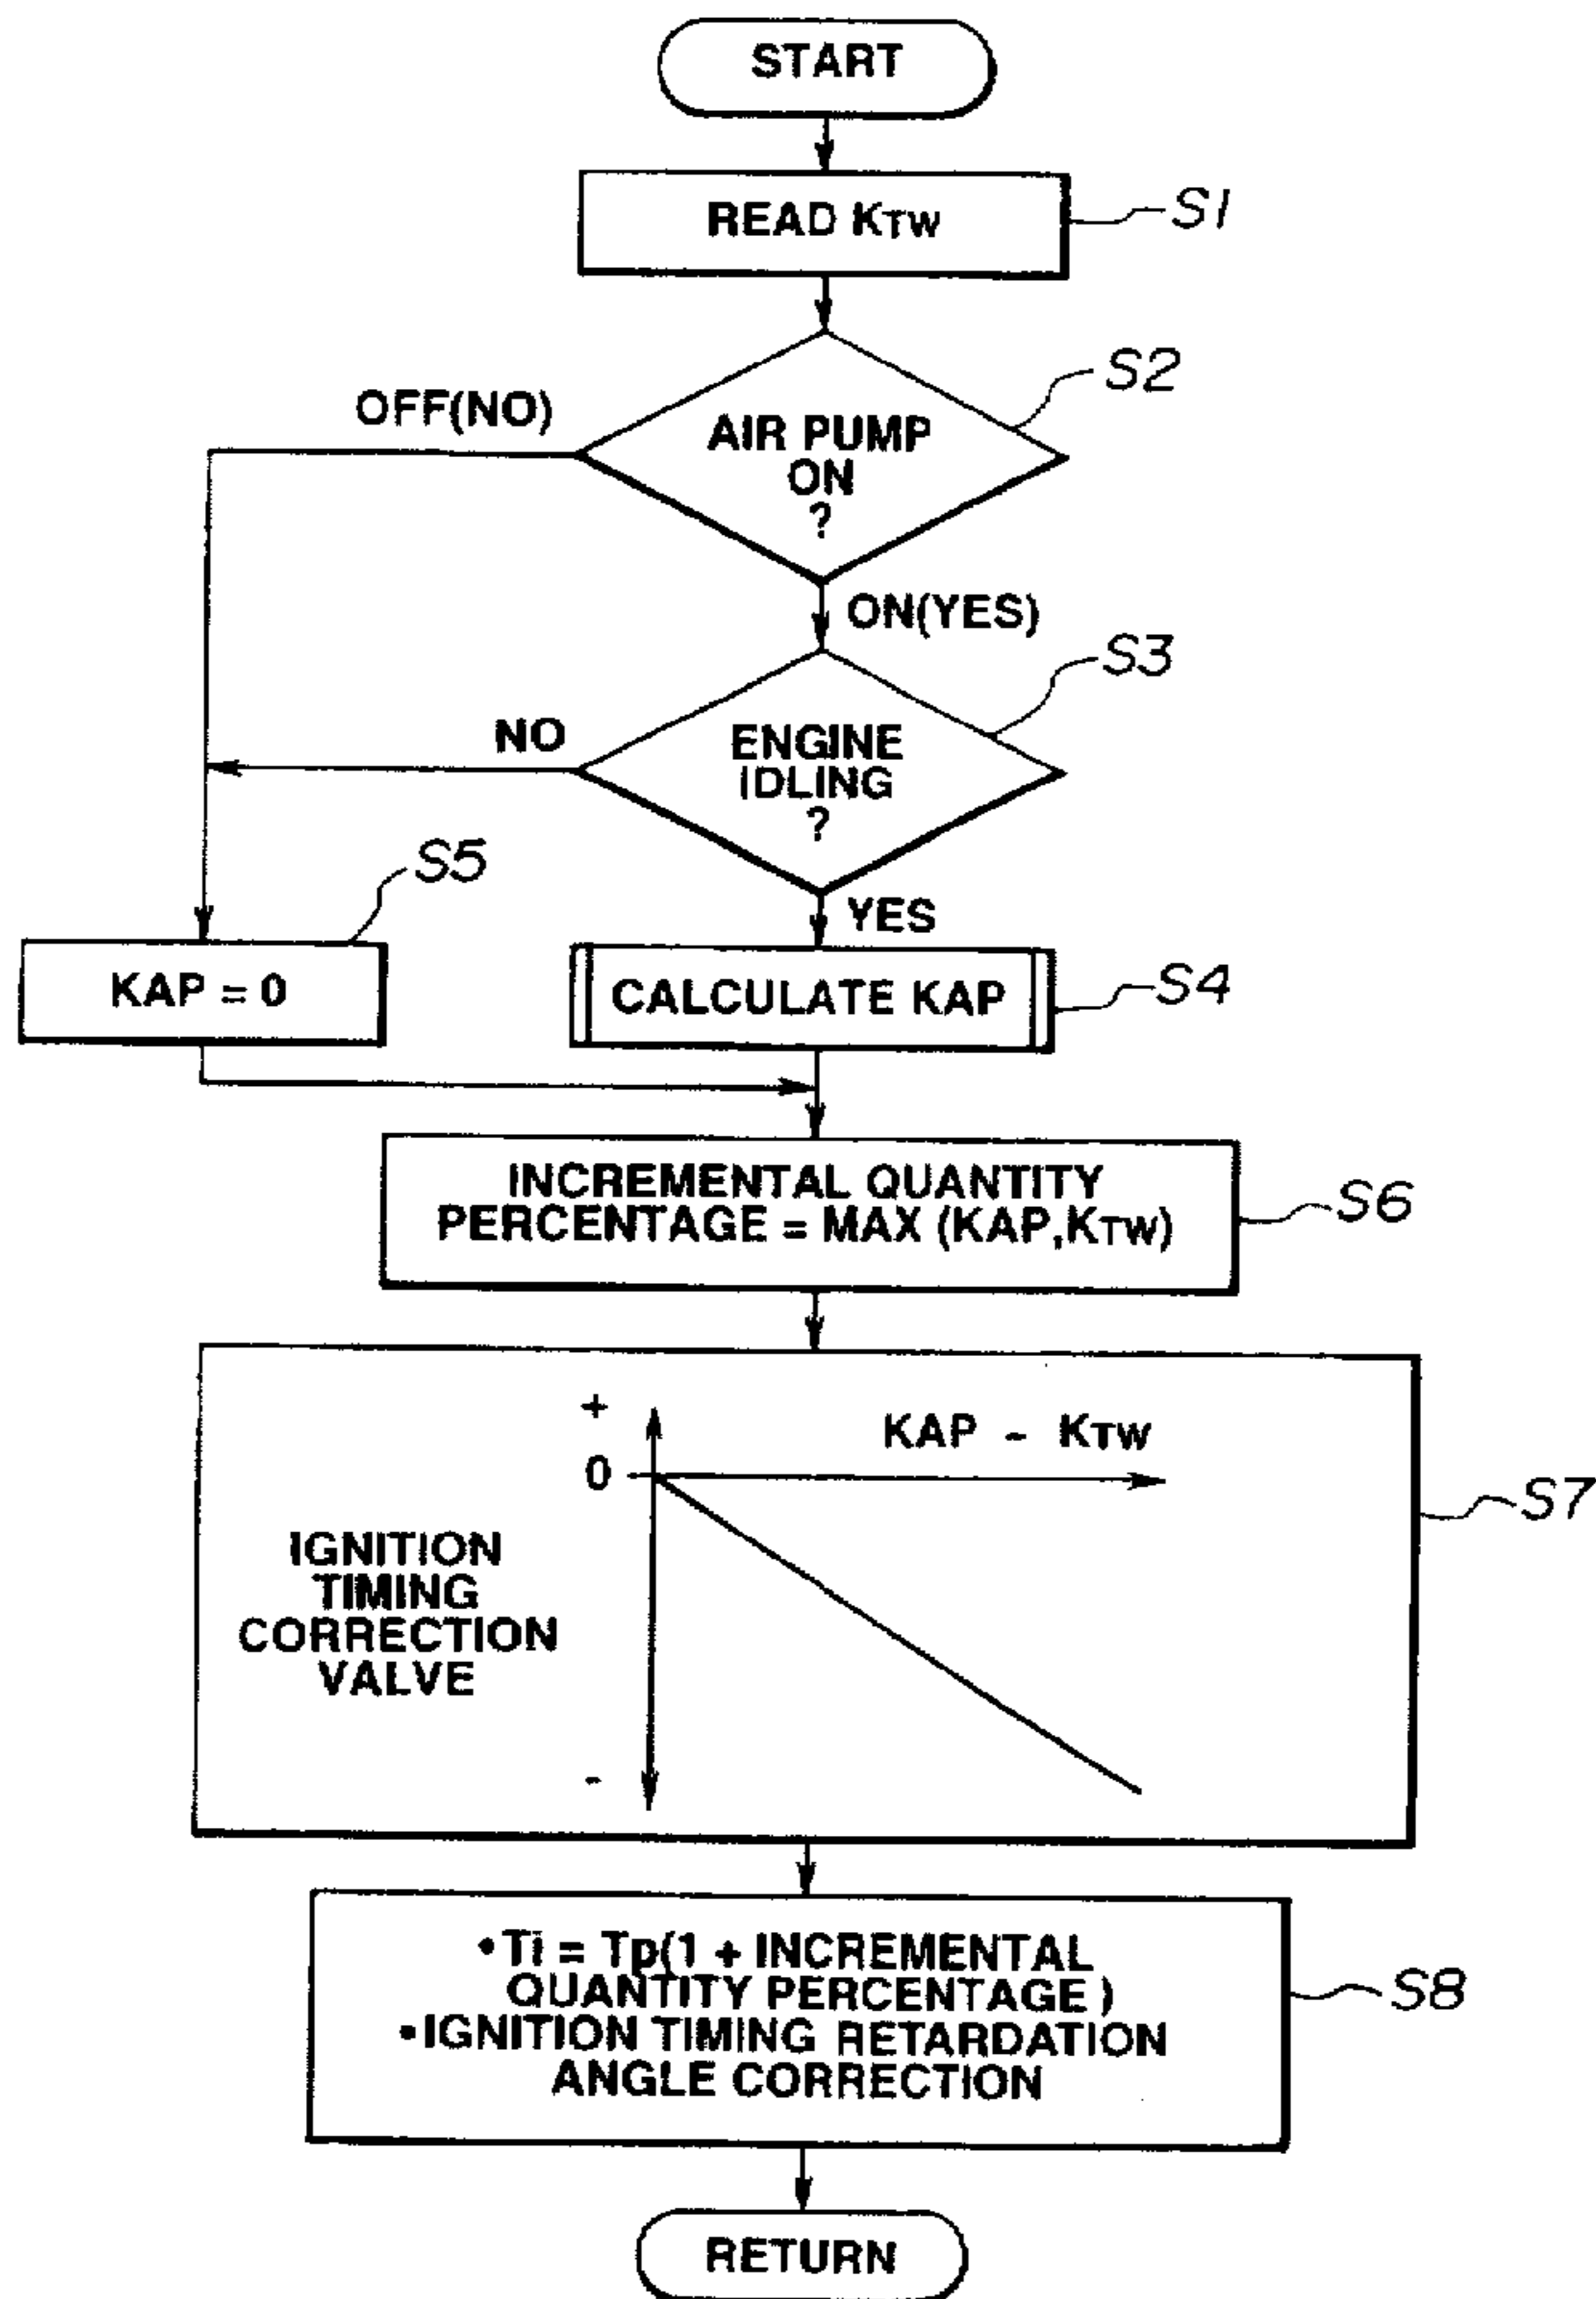 START
READ KTW
S1
S2
OFF(NO)
AIR PUMP
ON
?
ON(YES)
S3
NO
ENGINE
IDLING
?
S5
YES
KAP = 0
CALCULATE KAP
S4
INCREMENTAL QUANTITY
PERCENTAGE = MAX (KAP,KTW)
S6
+
KAP - KTW
0
S7
IGNITION
TIMING
CORRECTION
VALVE
-
•Ti = Tp(1 + INCREMENTAL
QUANTITY PERCENTAGE)
S8
•IGNITION TIMING RETARDATION
ANGLE CORRECTION
RETURN